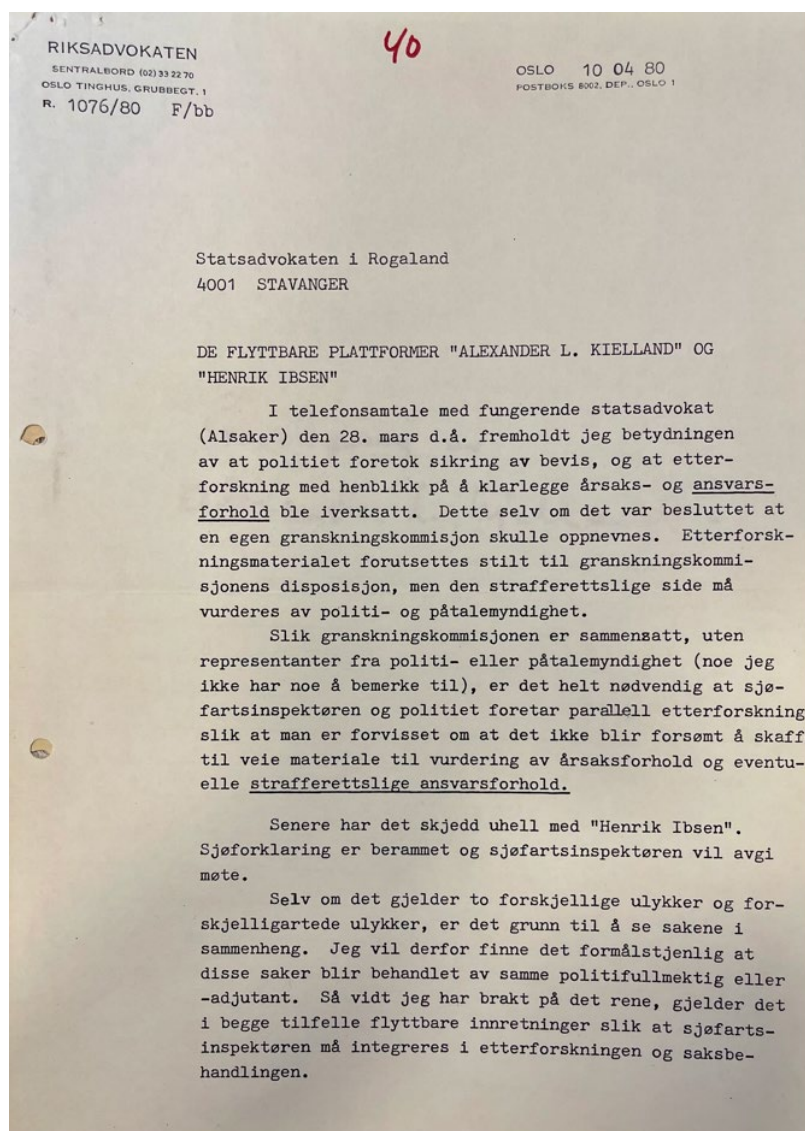 RIKSADVOKATEN
SENTRALBORD (02) 33 22 70
OSLO TINGHUS, GRUBBEGT. 1
R. 1076/80 F/bb
40
OSLO 10 04 80
POSTBOKS 8002, DEP., OSLO 1
Statsadvokaten i Rogaland
4001 STAVANGER
DE FLYTTBARE PLATTFORMER "ALEXANDER L. KIELLAND" OG
"HENRIK IBSEN"
I telefonsamtale med fungerende statsadvokat
(Alsaker) den 28. mars d.å. fremholdt jeg betydningen
av at politiet foretok sikring av bevis, og at etter-
forskning med henblikk på å klarlegge årsaks- og ansvars-
forhold ble iverksatt. Dette selv om det var besluttet at
en egen granskningskommisjon skulle oppnevnes. Etterforsk-
ningsmaterialet forutsettes stilt til granskningskommi-
sjonens disposisjon, men den strafferettslige side må
vurderes av politi- og påtalemyndighet.
Slik granskningskommisjonen er sammensatt, uten
representanter fra politi- eller påtalemyndighet (noe jeg
ikke har noe å bemerke til), er det helt nødvendig at sjø-
fartsinspektøren og politiet foretar parallell etterforskning
slik at man er forvisset om at det ikke blir forsømt å skaff
til veie materiale til vurdering av årsaksforhold og eventu-
elle strafferettslige ansvarsforhold.
Senere har det skjedd uhell med "Henrik Ibsen".
Sjøforklaring er berammet og sjøfartsinspektøren vil avgi
møte.
Selv om det gjelder to forskjellige ulykker og for-
skjelligartede ulykker, er det grunn til å se sakene i
sammenheng. Jeg vil derfor finne det formålstjenlig at
disse saker blir behandlet av samme politifullmektig eller
-adjutant. Så vidt jeg har brakt på det rene, gjelder det
i begge tilfelle flyttbare innretninger slik at sjøfarts-
inspektøren må integreres i etterforskningen og saksbe-
handlingen.